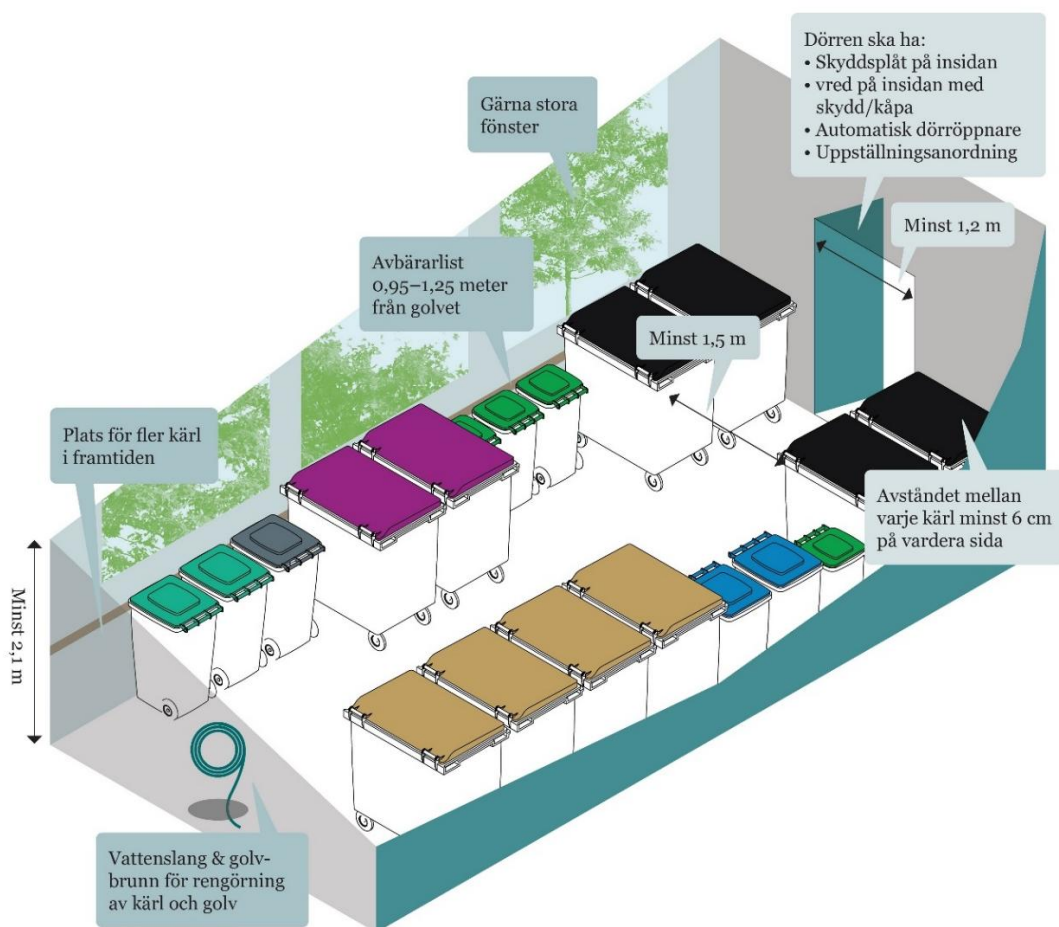 Dörren ska ha:
• Skyddsplåt på insidan
• vred på insidan med
skydd/kåpa
• Automatisk dörröppnare
• Uppställningsanordning
Gärna stora
fönster
Minst 1,2 m
Avbärarlist
0,95–1,25 meter
från golvet
Minst 1,5 m
Plats för fler kärl
i framtiden
Avståndet mellan
varje kärl minst 6 cm
på vardera sida
Minst 2,1 m
Vattenslang & golv-
brunn för rengörning
av kärl och golv